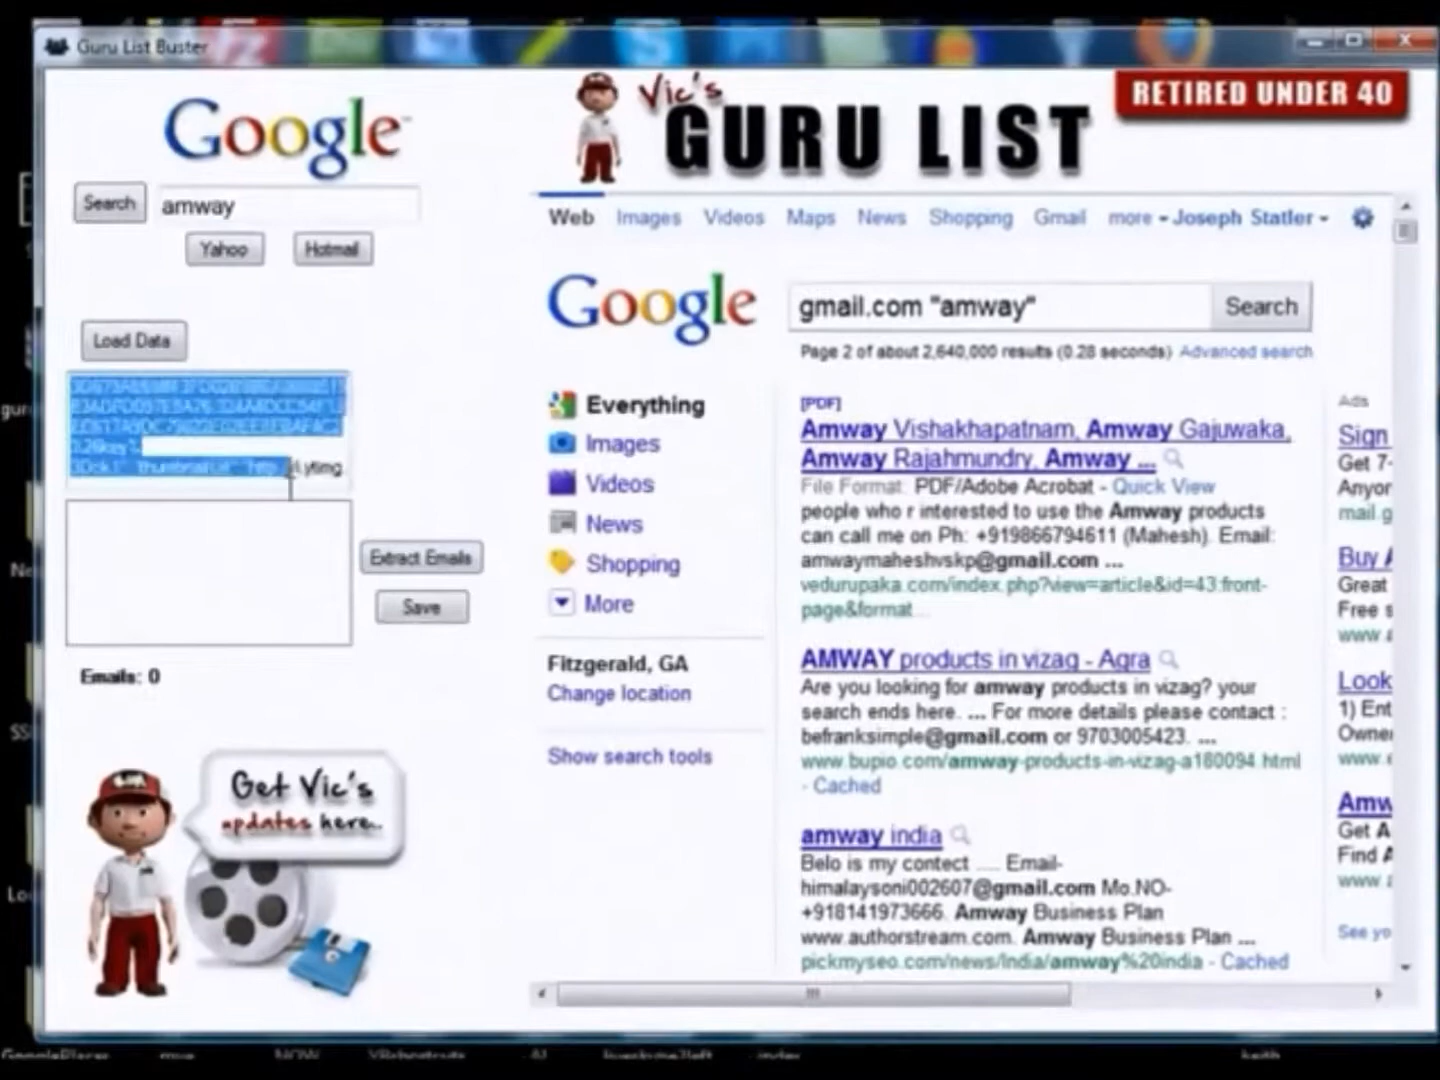 Guru List Buster
Google
Search amway
Yahoo Hotmail
Load Data
Extract Emails
Save
Emails: 0
Get Vic's
updates here..
Vic's
GURU LIST
RETIRED UNDER 40
Web Images Videos Maps News Shopping Gmail more Joseph Statler
Google
gmail.com "amway" Search
Page 2 of about 2,640,000 results (0.28 seconds) Advanced search
Everything
Images
Videos
News
Shopping
More
Fitzgerald, GA
Change location
Show search tools
[PDF]
Amway Vishakhapatnam, Amway Gajuwaka,
Amway Rajahmundry, Amway ...
File Format: PDF/Adobe Acrobat - Quick View
people who r interested to use the Amway products
can call me on Ph: +919866794611 (Mahesh). Email:
amwaymaheshvskp@gmail.com ...
vedurupaka.com/index.php?view=article&id=43:front-
page&format...
AMWAY products in vizag - Agra
Are you looking for amway products in vizag? your
search ends here. ... For more details please contact :
befranksimple@gmail.com or 9703005423. ...
www.bupio.com/amway-products-in-vizag-a180094.html
- Cached
amway india
Belo is my contect .... Email-
himalaysoni002607@gmail.com Mo.NO-
+918141973666. Amway Business Plan
www.authorstream.com. Amway Business Plan ...
pickmyseo.com/news/India/amway%20india - Cached
Ads
Sign
Get 7-
Anyor
mail.g
Buy A
Great
Free s
www.a
Look
1) Ent
Owner
www.e
Amw
Get A
Find A
www.a
See yo